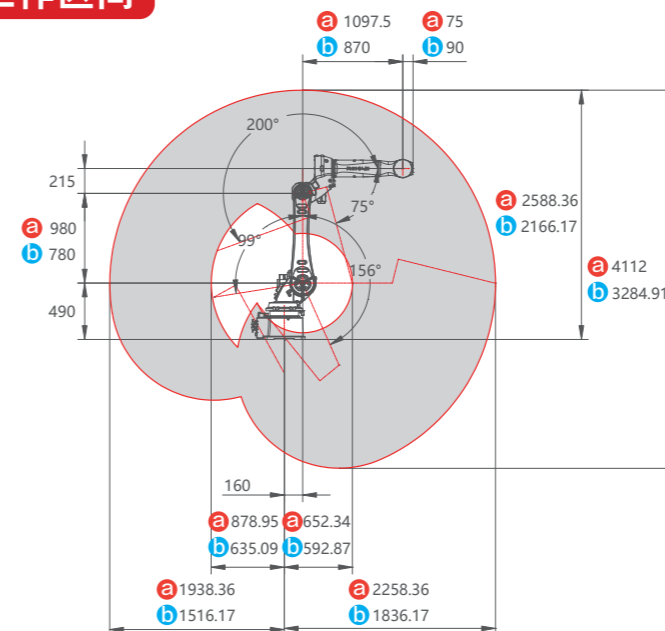 ⓐ 1097.5 ⓐ 75
ⓑ 870 ⓑ 90
200°
215
75°
ⓐ 2588.36
ⓑ 2166.17
ⓐ 980
ⓑ 780
99°
156°
ⓐ 4112
ⓑ 3284.91
490
160
ⓐ 878.95 ⓐ 652.34
ⓑ 635.09 ⓑ 592.87
ⓐ 1938.36 ⓐ 2258.36
ⓑ 1516.17 ⓑ 1836.17